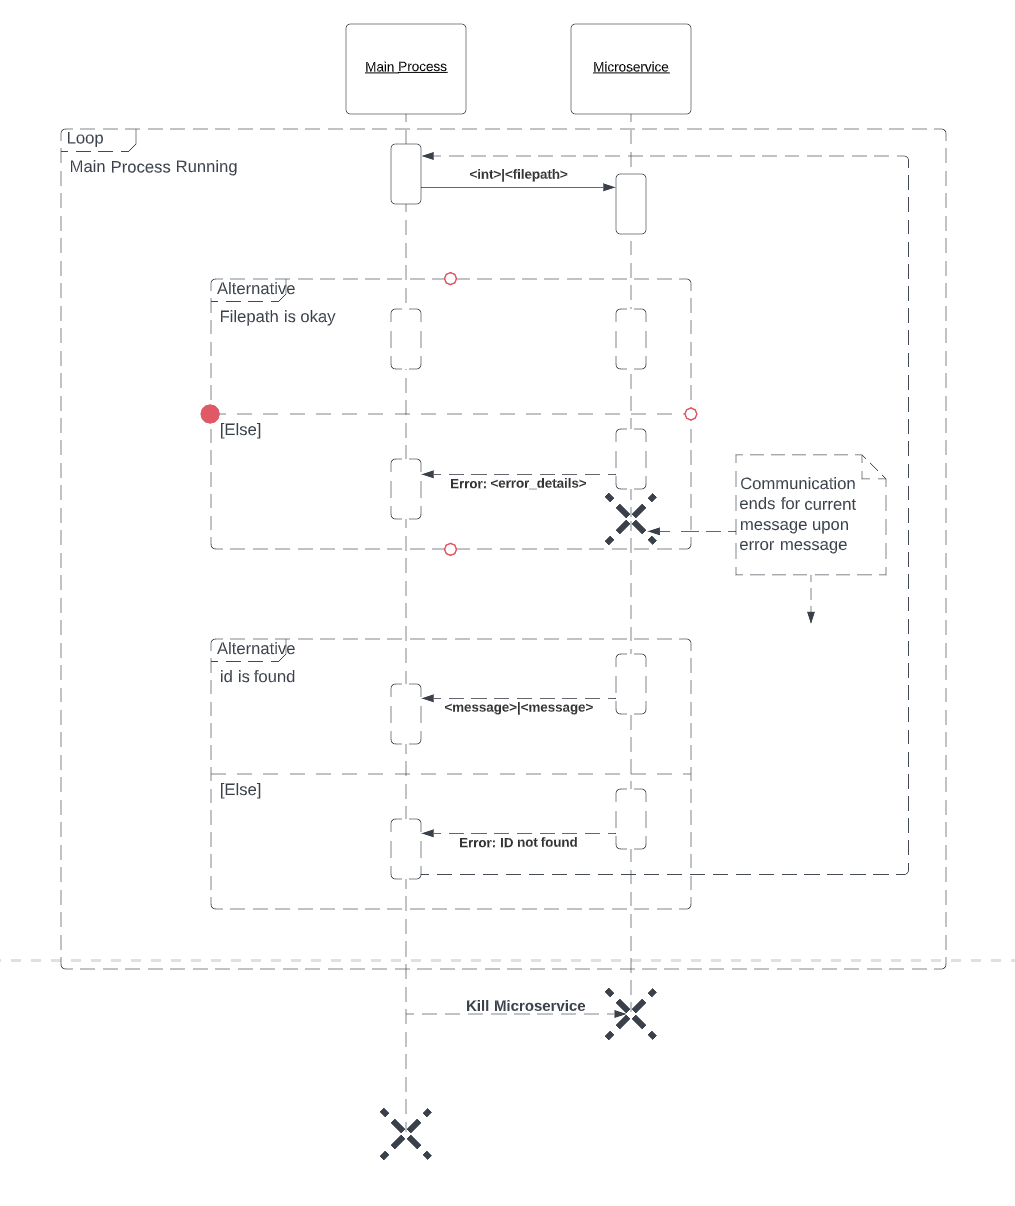 Main Process
Microservice
Loop
Main Process Running
<int>|<filepath>
Alternative
Filepath is okay
[Else]
Error: <error_details>
Communication
ends for current
message upon
error message
Alternative
id is found
<message>|<message>
[Else]
Error: ID not found
Kill Microservice